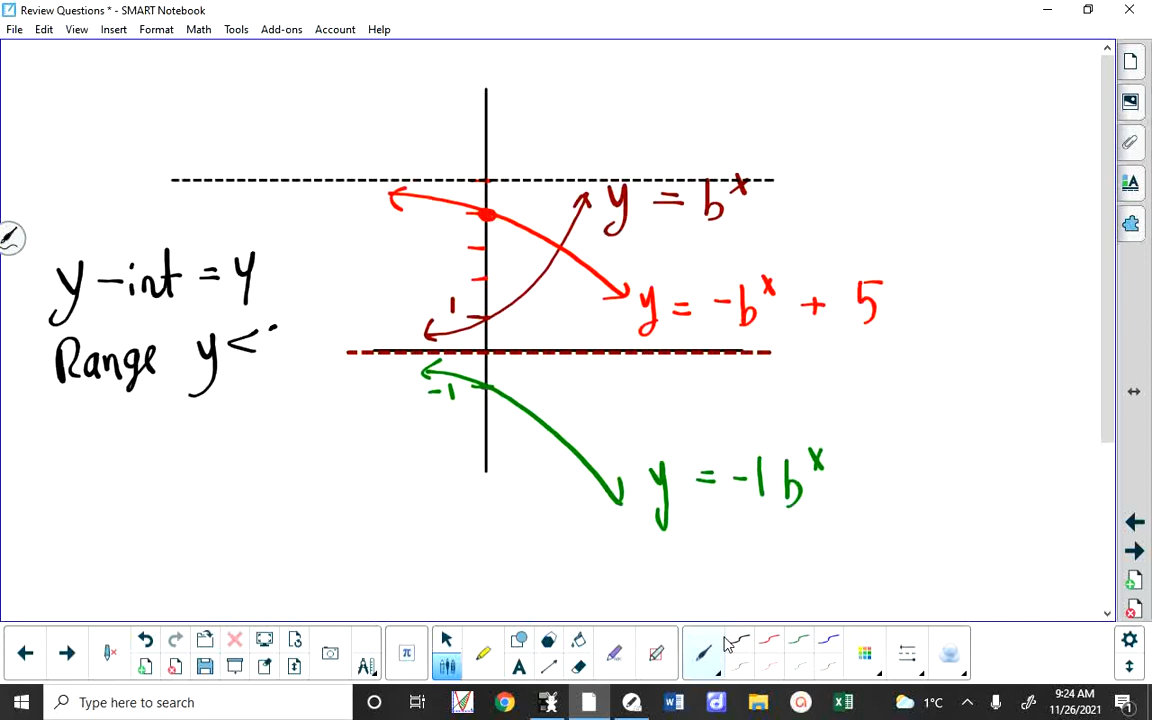 Review Questions * - SMART Notebook
File Edit View Insert Format Math Tools Add-ons Account Help
y = b^x
y-int = 4
1
y = -b^x + 5
Range y <
-1
y = -1b^x
Type here to search
1°C
9:24 AM
11/26/2021